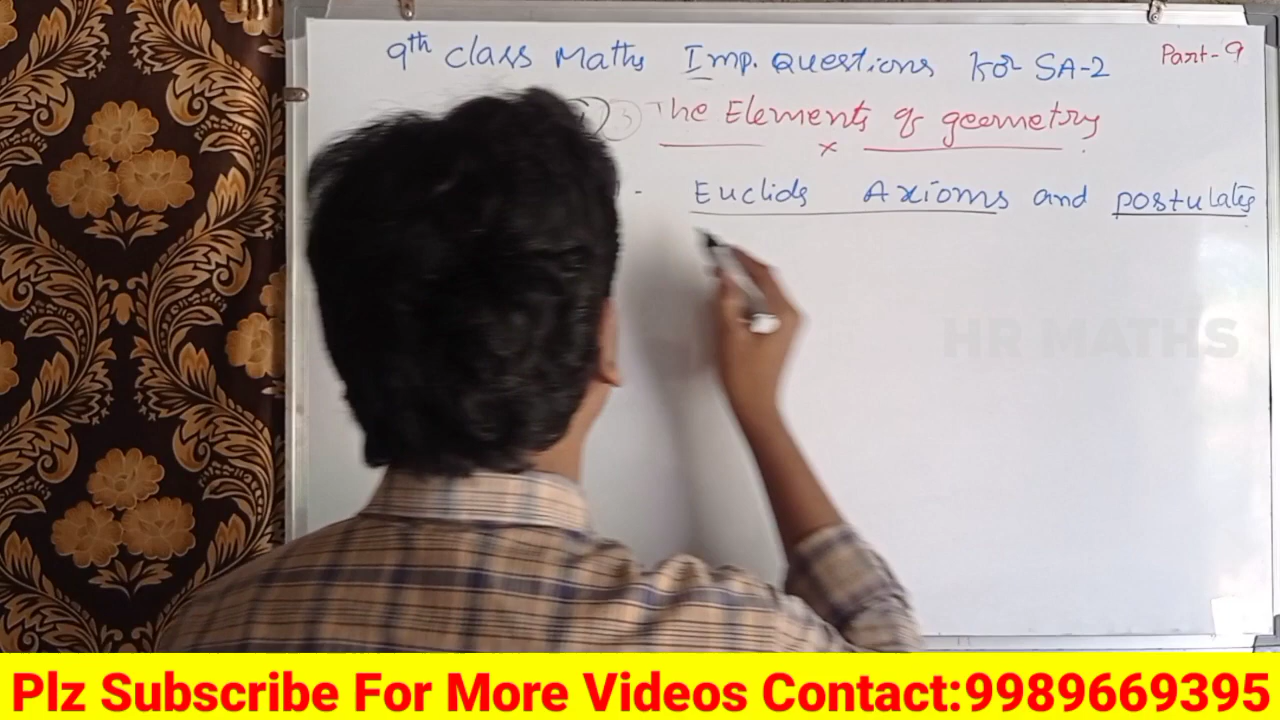 9th class Maths Imp. Questions for SA-2 Part-9
3 The Elements of geometry
Euclids Axioms and postulates
HR MATHS
Plz Subscribe For More Videos Contact:9989669395